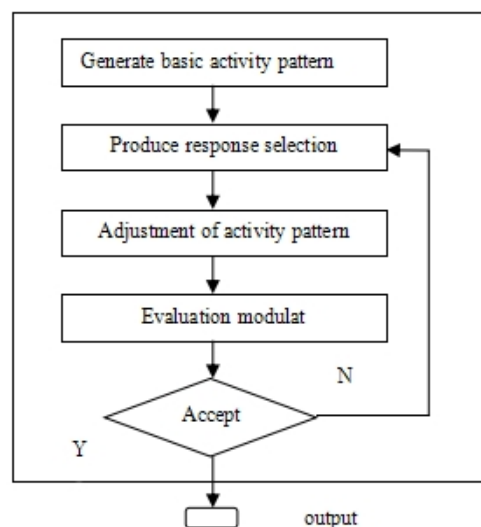 Generate basic activity pattern
Produce response selection
Adjustment of activity pattern
Evaluation modulat
N
Accept
Y
output